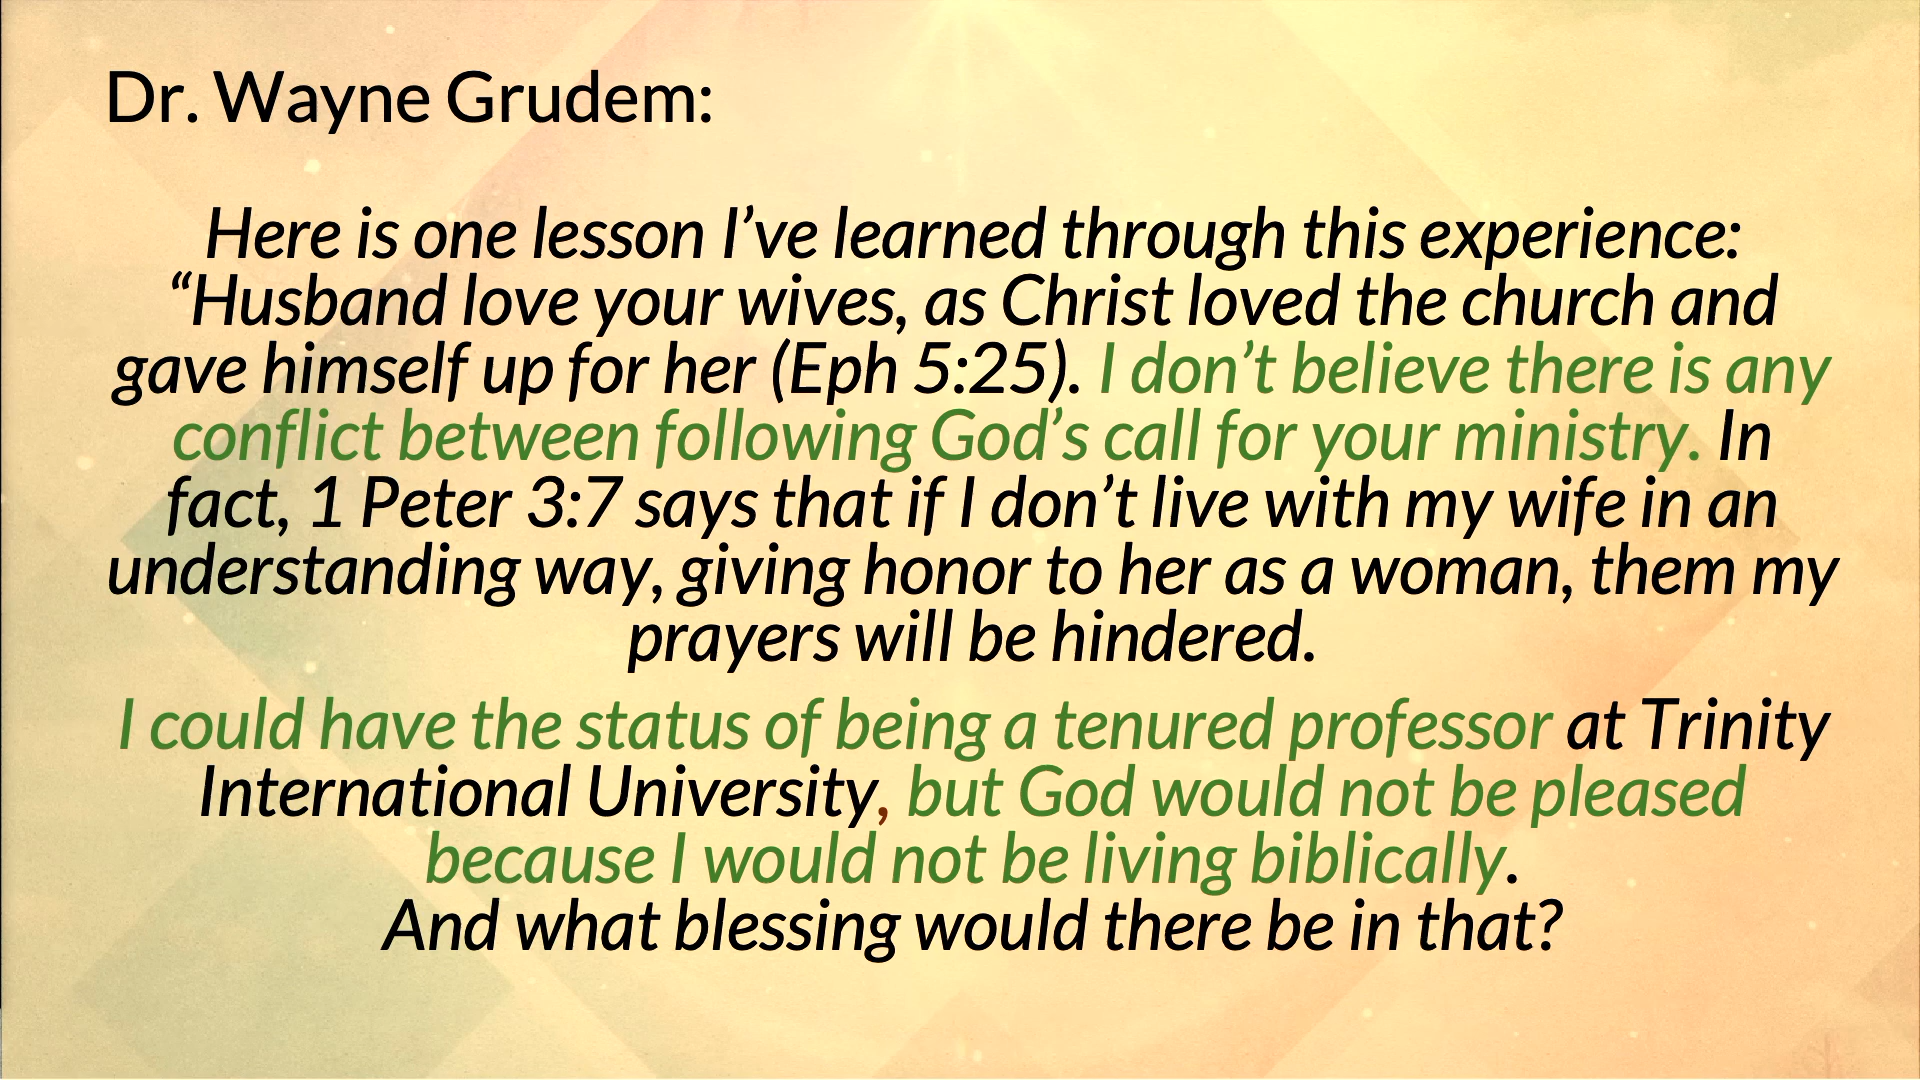 Dr. Wayne Grudem:
Here is one lesson I’ve learned through this experience:
“Husband love your wives, as Christ loved the church and
gave himself up for her (Eph 5:25). I don’t believe there is any
conflict between following God’s call for your ministry. In
fact, 1 Peter 3:7 says that if I don’t live with my wife in an
understanding way, giving honor to her as a woman, them my
prayers will be hindered.
I could have the status of being a tenured professor at Trinity
International University, but God would not be pleased
because I would not be living biblically.
And what blessing would there be in that?